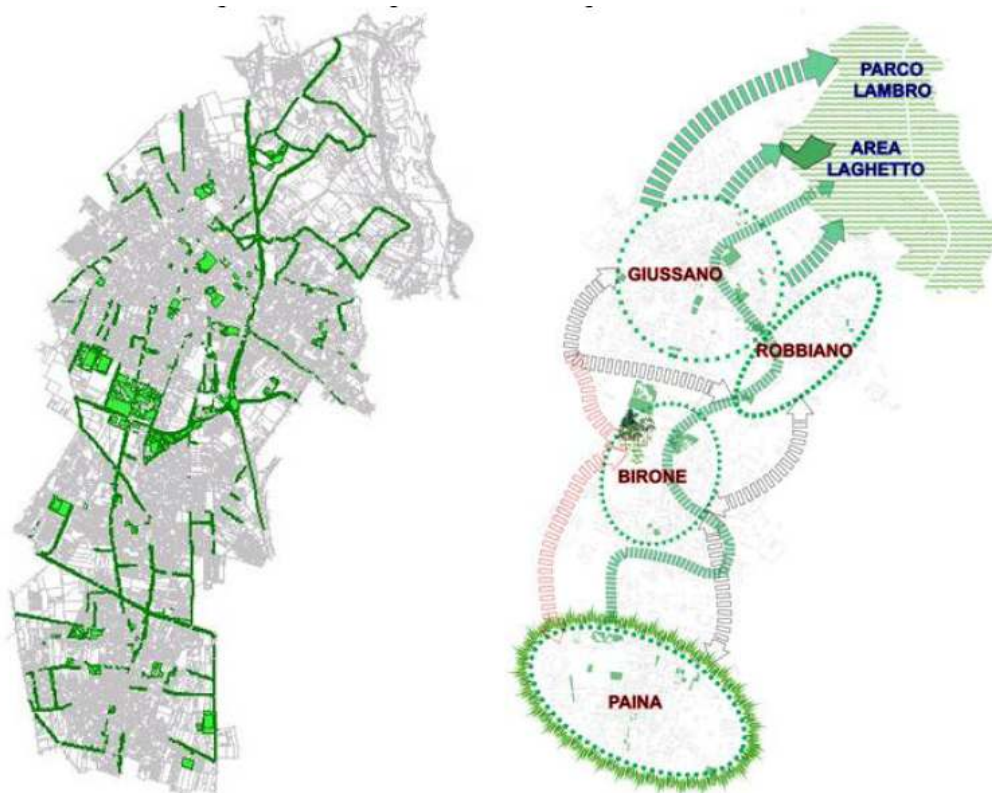 PARCO
LAMBRO
AREA
LAGHETTO
GIUSSANO
ROBBIANO
BIRONE
PAINA